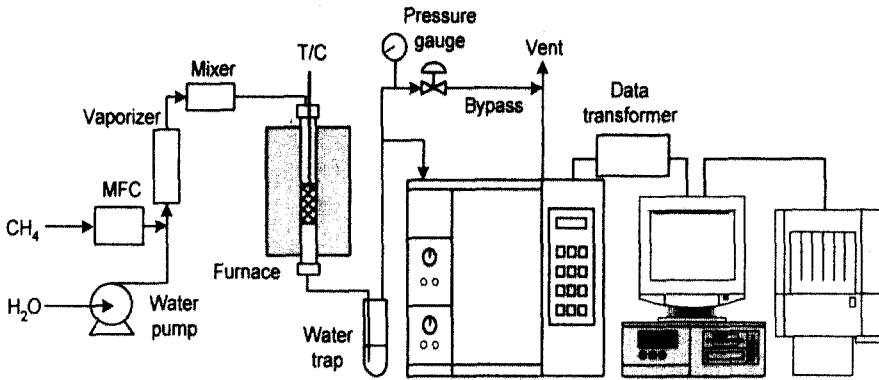 Pressure
gauge
T/C
Vent
Mixer
Bypass
Data
transformer
Vaporizer
MFC
CH₄
Furnace
H₂O
Water
pump
Water
trap